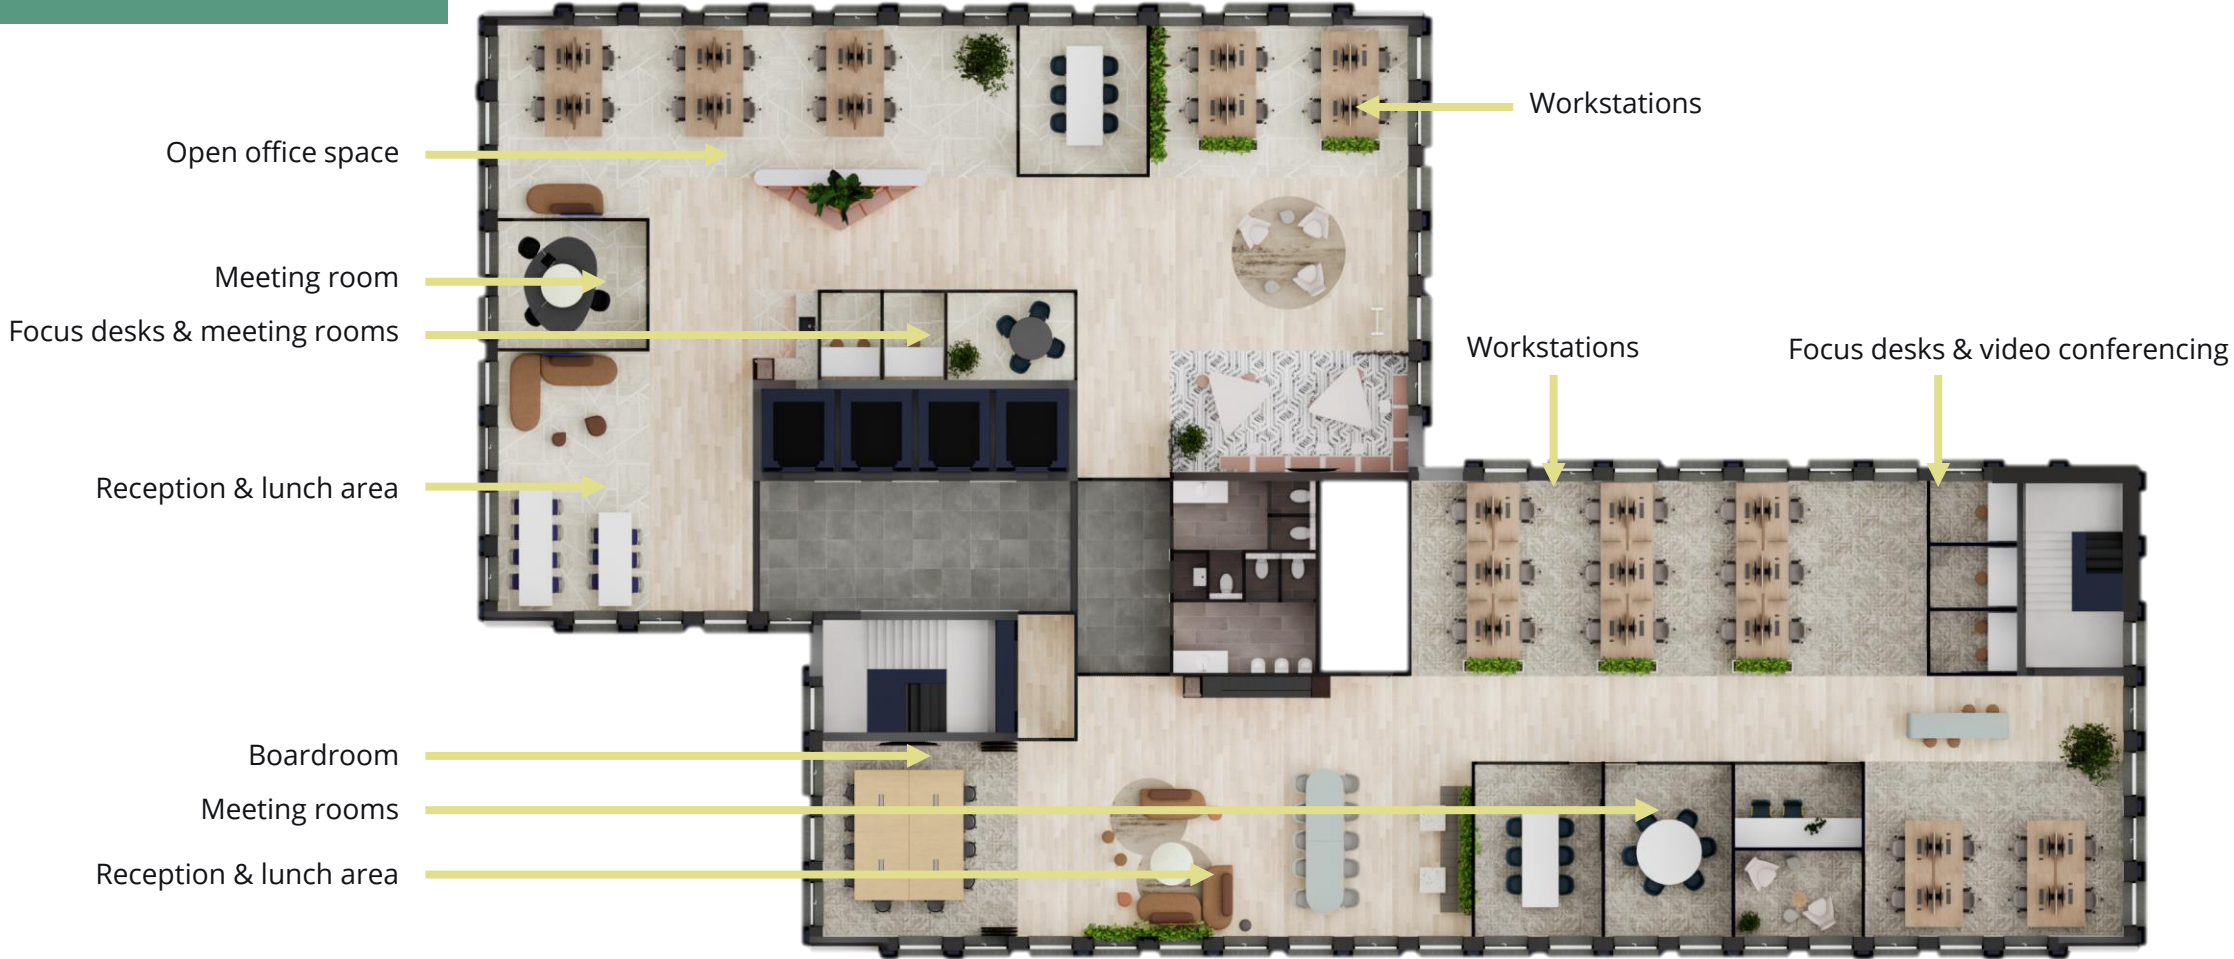 Workstations
Open office space
Meeting room
Focus desks & meeting rooms
Workstations
Focus desks & video conferencing
Reception & lunch area
Boardroom
Meeting rooms
Reception & lunch area